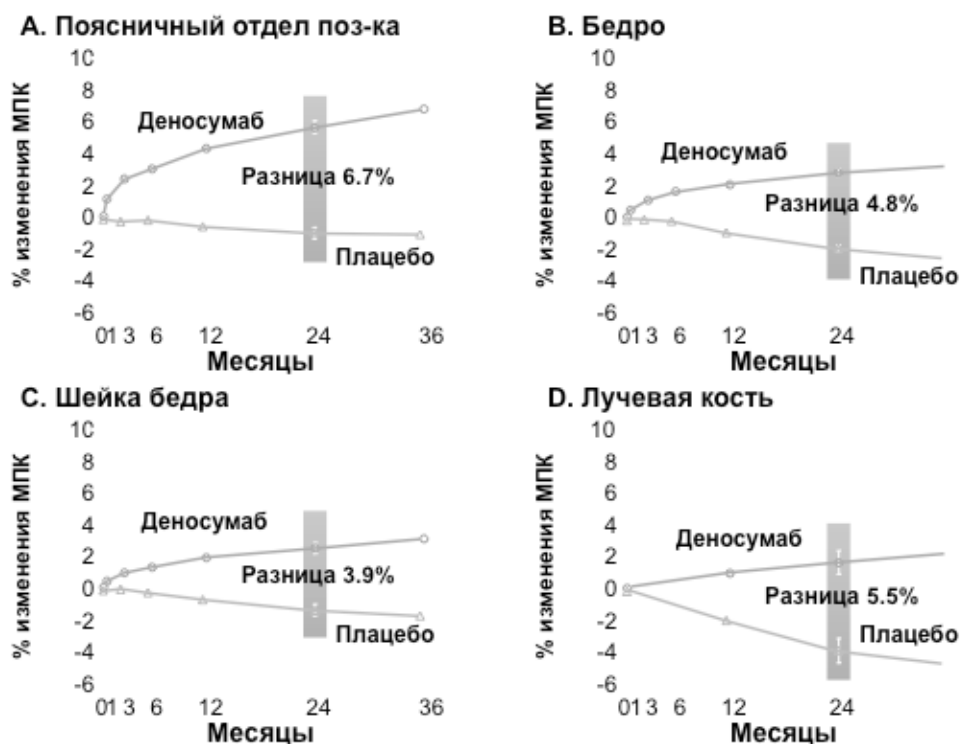 А. Поясничный отдел поз-ка
10
8
6
4
2
0
-2
-4
-6
% изменения МПК
Деносумаб
Разница 6.7%
Плацебо
01 3 6 12 24 36
Месяцы
В. Бедро
10
8
6
4
2
0
-2
-4
-6
% изменения МПК
Деносумаб
Разница 4.8%
Плацебо
01 3 6 12 24
Месяцы
С. Шейка бедра
10
8
6
4
2
0
-2
-4
-6
% изменения МПК
Деносумаб
Разница 3.9%
Плацебо
01 3 6 12 24 36
Месяцы
D. Лучевая кость
10
8
6
4
2
0
-2
-4
-6
% изменения МПК
Деносумаб
Разница 5.5%
Плацебо
01 3 6 12 24
Месяцы